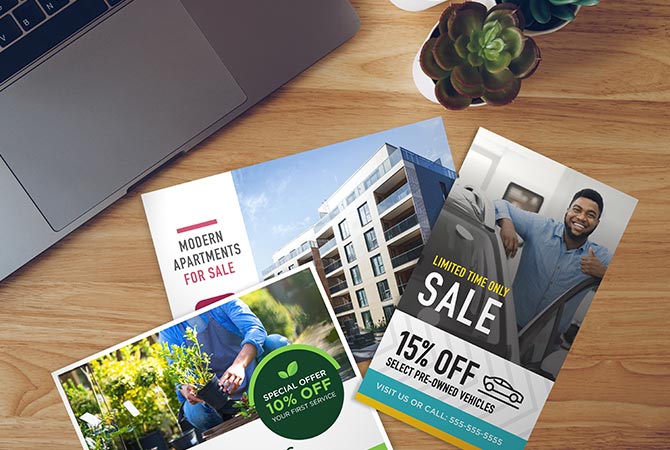 MODERN
APARTMENTS
FOR SALE
LIMITED TIME ONLY
SALE
15% OFF
SELECT PRE-OWNED
VEHICLES
VISIT US OR CALL: 555-555-5555
SPECIAL OFFER
10% OFF
YOUR FIRST SERVICE